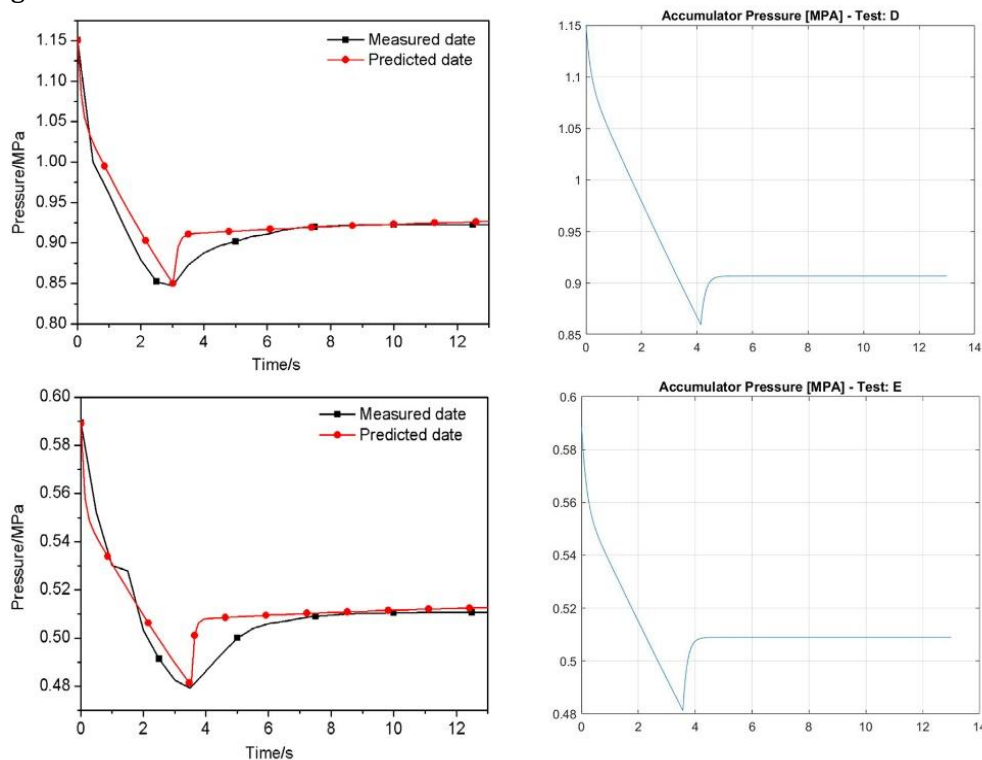 Measured date
Predicted date
1.15
1.10
1.05
1.00
0.95
0.90
0.85
0.80
Pressure/MPa
0 2 4 6 8 10 12
Time/s
Accumulator Pressure [MPA] - Test: D
1.15
1.1
1.05
1
0.95
0.9
0.85
0 2 4 6 8 10 12 14
Measured date
Predicted date
0.60
0.58
0.56
0.54
0.52
0.50
0.48
Pressure/MPa
0 2 4 6 8 10 12
Time/s
Accumulator Pressure [MPA] - Test: E
0.6
0.58
0.56
0.54
0.52
0.5
0.48
0 2 4 6 8 10 12 14